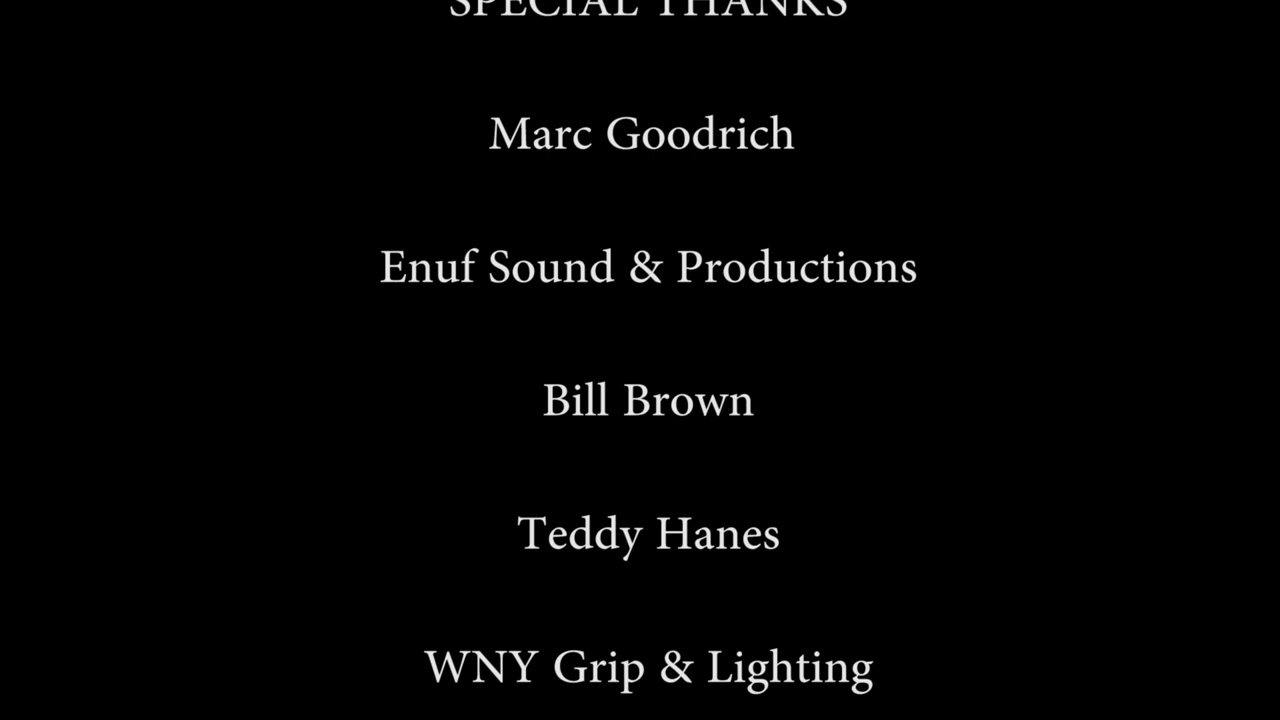 SPECIAL THANKS
Marc Goodrich
Enuf Sound & Productions
Bill Brown
Teddy Hanes
WNY Grip & Lighting